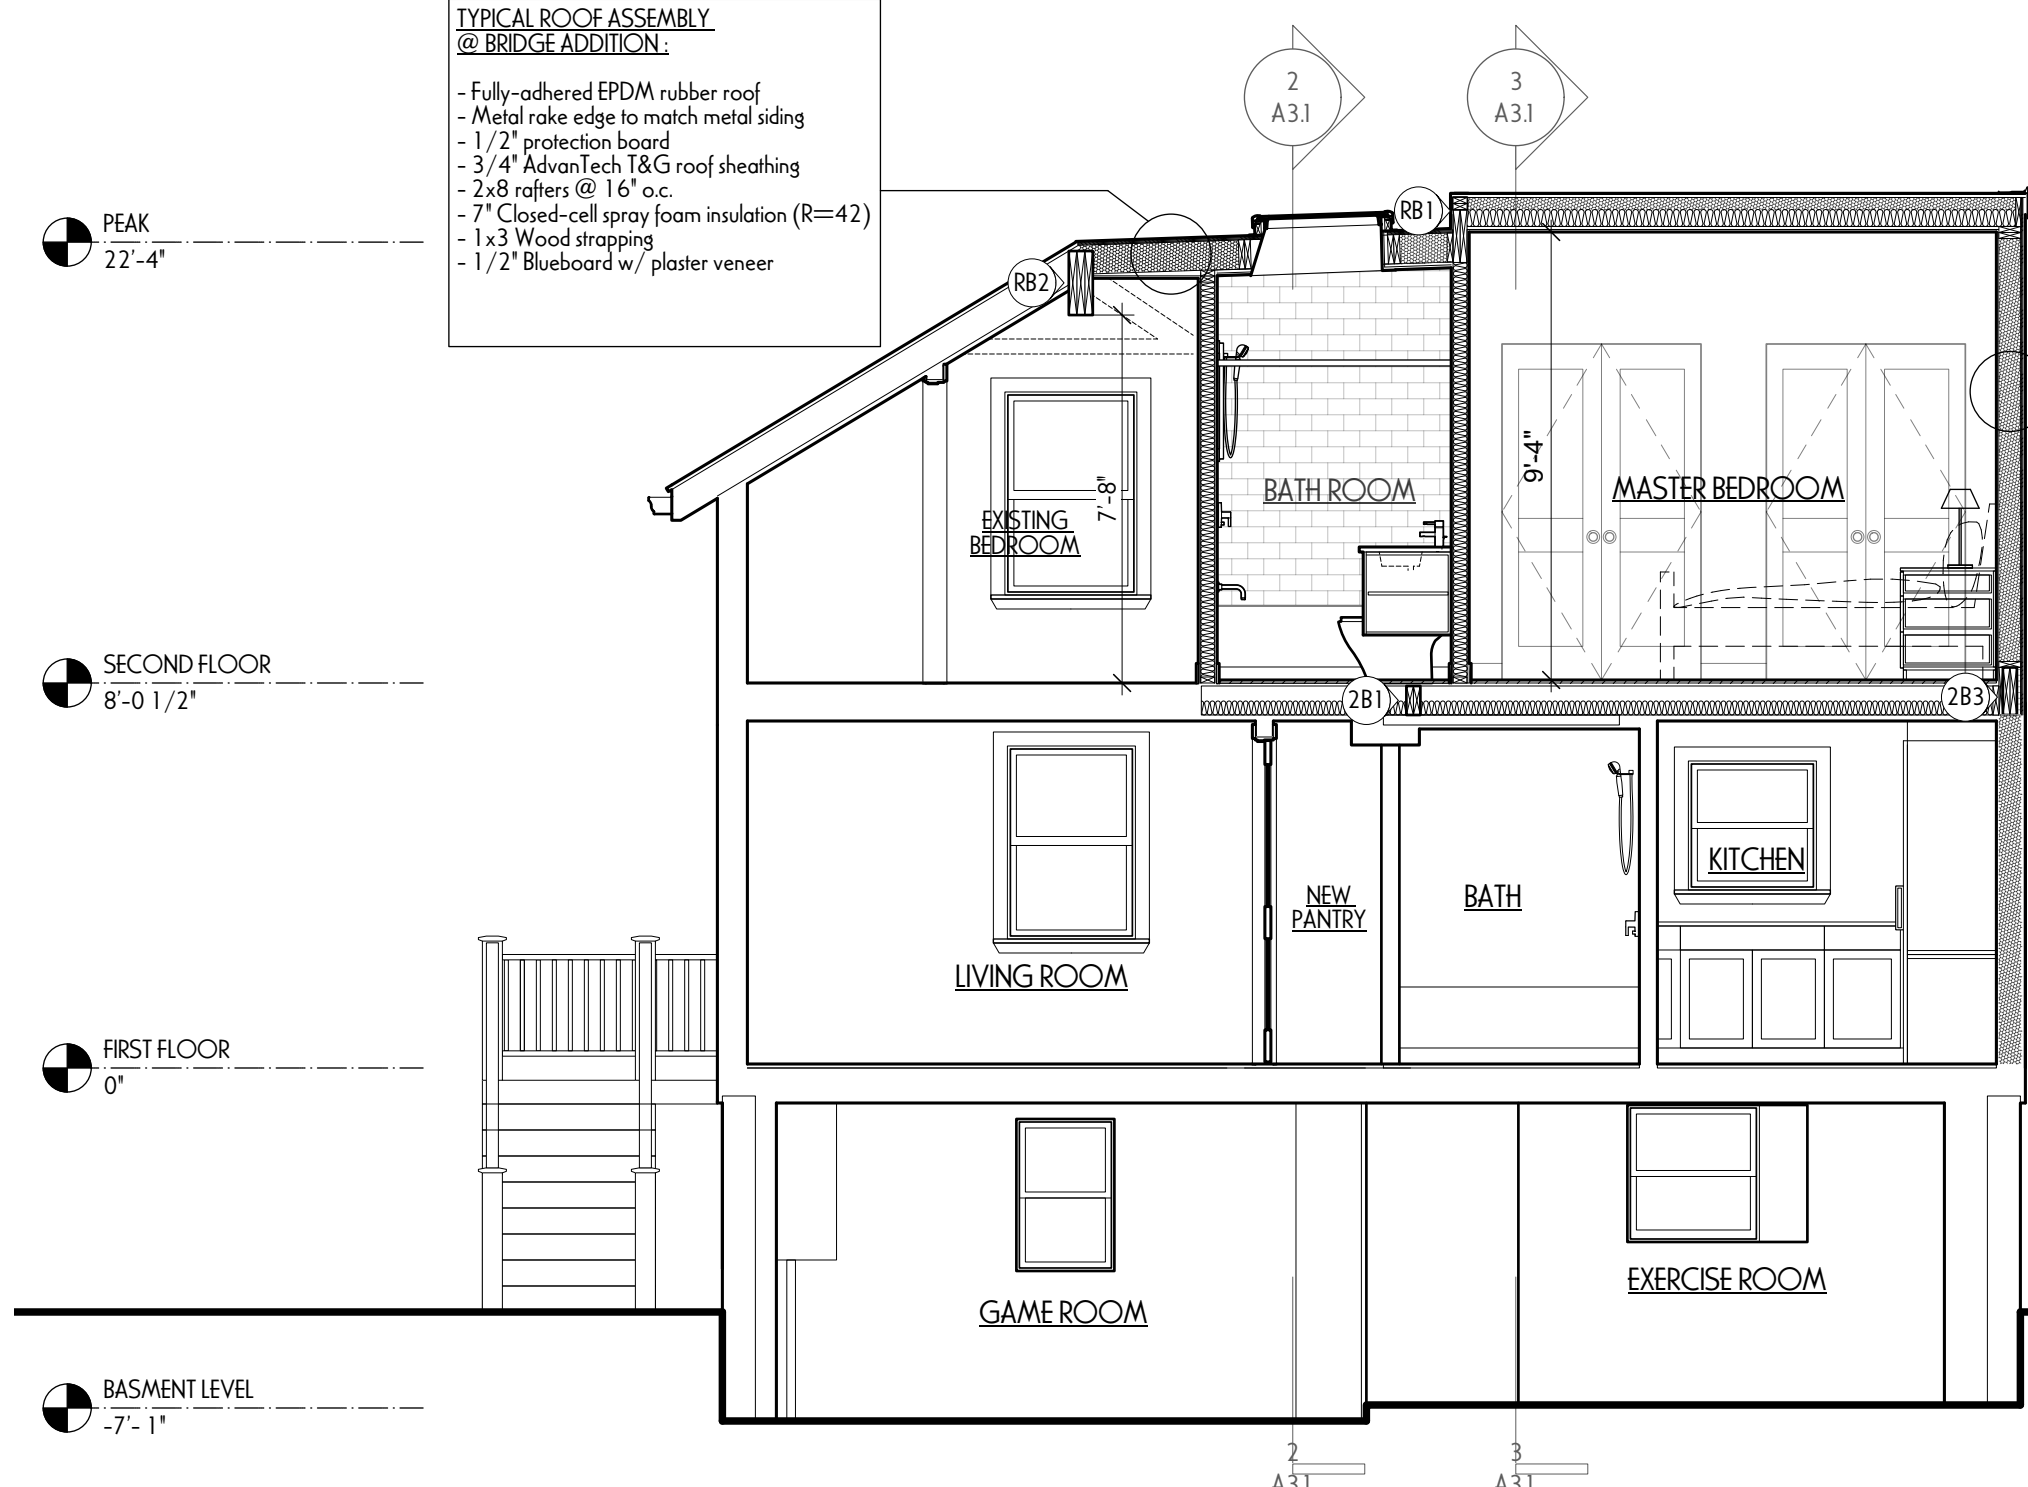 TYPICAL ROOF ASSEMBLY
@ BRIDGE ADDITION :
- Fully-adhered EPDM rubber roof
- Metal rake edge to match metal siding
- 1/2" protection board
- 3/4" AdvanTech T&G roof sheathing
- 2x8 rafters @ 16" o.c.
- 7" Closed-cell spray foam insulation (R=42)
- 1x3 Wood strapping
- 1/2" Blueboard w/ plaster veneer
2
A3.1
3
A3.1
PEAK
22'-4"
RB1
RB2
7'-8"
9'-4"
BATH ROOM
MASTER BEDROOM
EXISTING
BEDROOM
SECOND FLOOR
8'-0 1/2"
2B1
2B3
KITCHEN
NEW
PANTRY
BATH
LIVING ROOM
FIRST FLOOR
0"
EXERCISE ROOM
GAME ROOM
BASMENT LEVEL
-7'- 1"
2
A3.1
3
A3.1